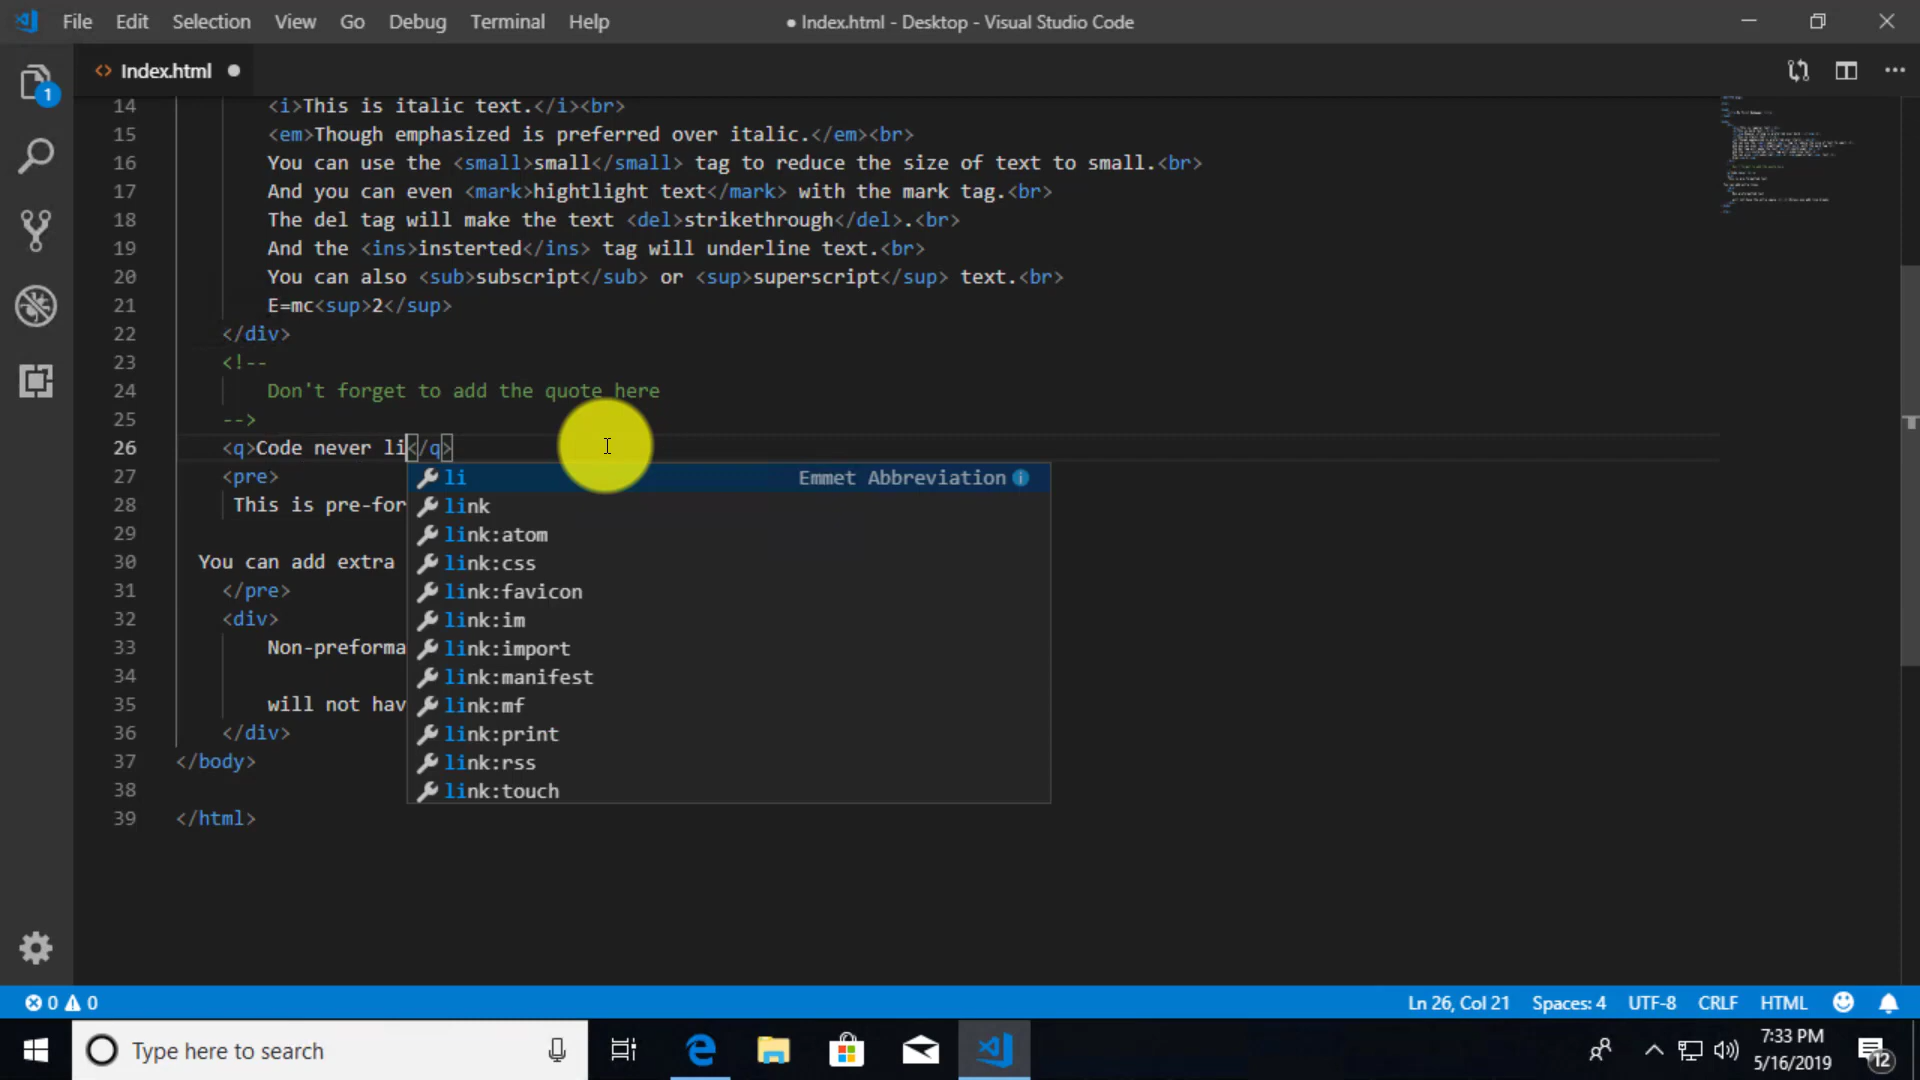 File Edit Selection View Go Debug Terminal Help ● Index.html - Desktop - Visual Studio Code
<> Index.html ●
1
14 <i>This is italic text.</i><br>
15 <em>Though emphasized is preferred over italic.</em><br>
16 You can use the <small>small</small> tag to reduce the size of text to small.<br>
17 And you can even <mark>hightlight text</mark> with the mark tag.<br>
18 The del tag will make the text <del>strikethrough</del>.<br>
19 And the <ins>insterted</ins> tag will underline text.<br>
20 You can also <sub>subscript</sub> or <sup>superscript</sup> text.<br>
21 E=mc<sup>2</sup>
22 </div>
23 <!--
24 Don't forget to add the quote here
25 -->
26 <q>Code never li</q>
27 <pre>
li Emmet Abbreviation
28 This is pre-for
link
29
link:atom
30 You can add extra
link:css
31 </pre>
link:favicon
32 <div>
link:im
33 Non-preforma
link:import
34
link:manifest
35 will not hav
link:mf
36 </div>
link:print
37 </body>
link:rss
38
link:touch
39 </html>
0 0 Ln 26, Col 21 Spaces: 4 UTF-8 CRLF HTML
Type here to search
7:33 PM
5/16/2019
12